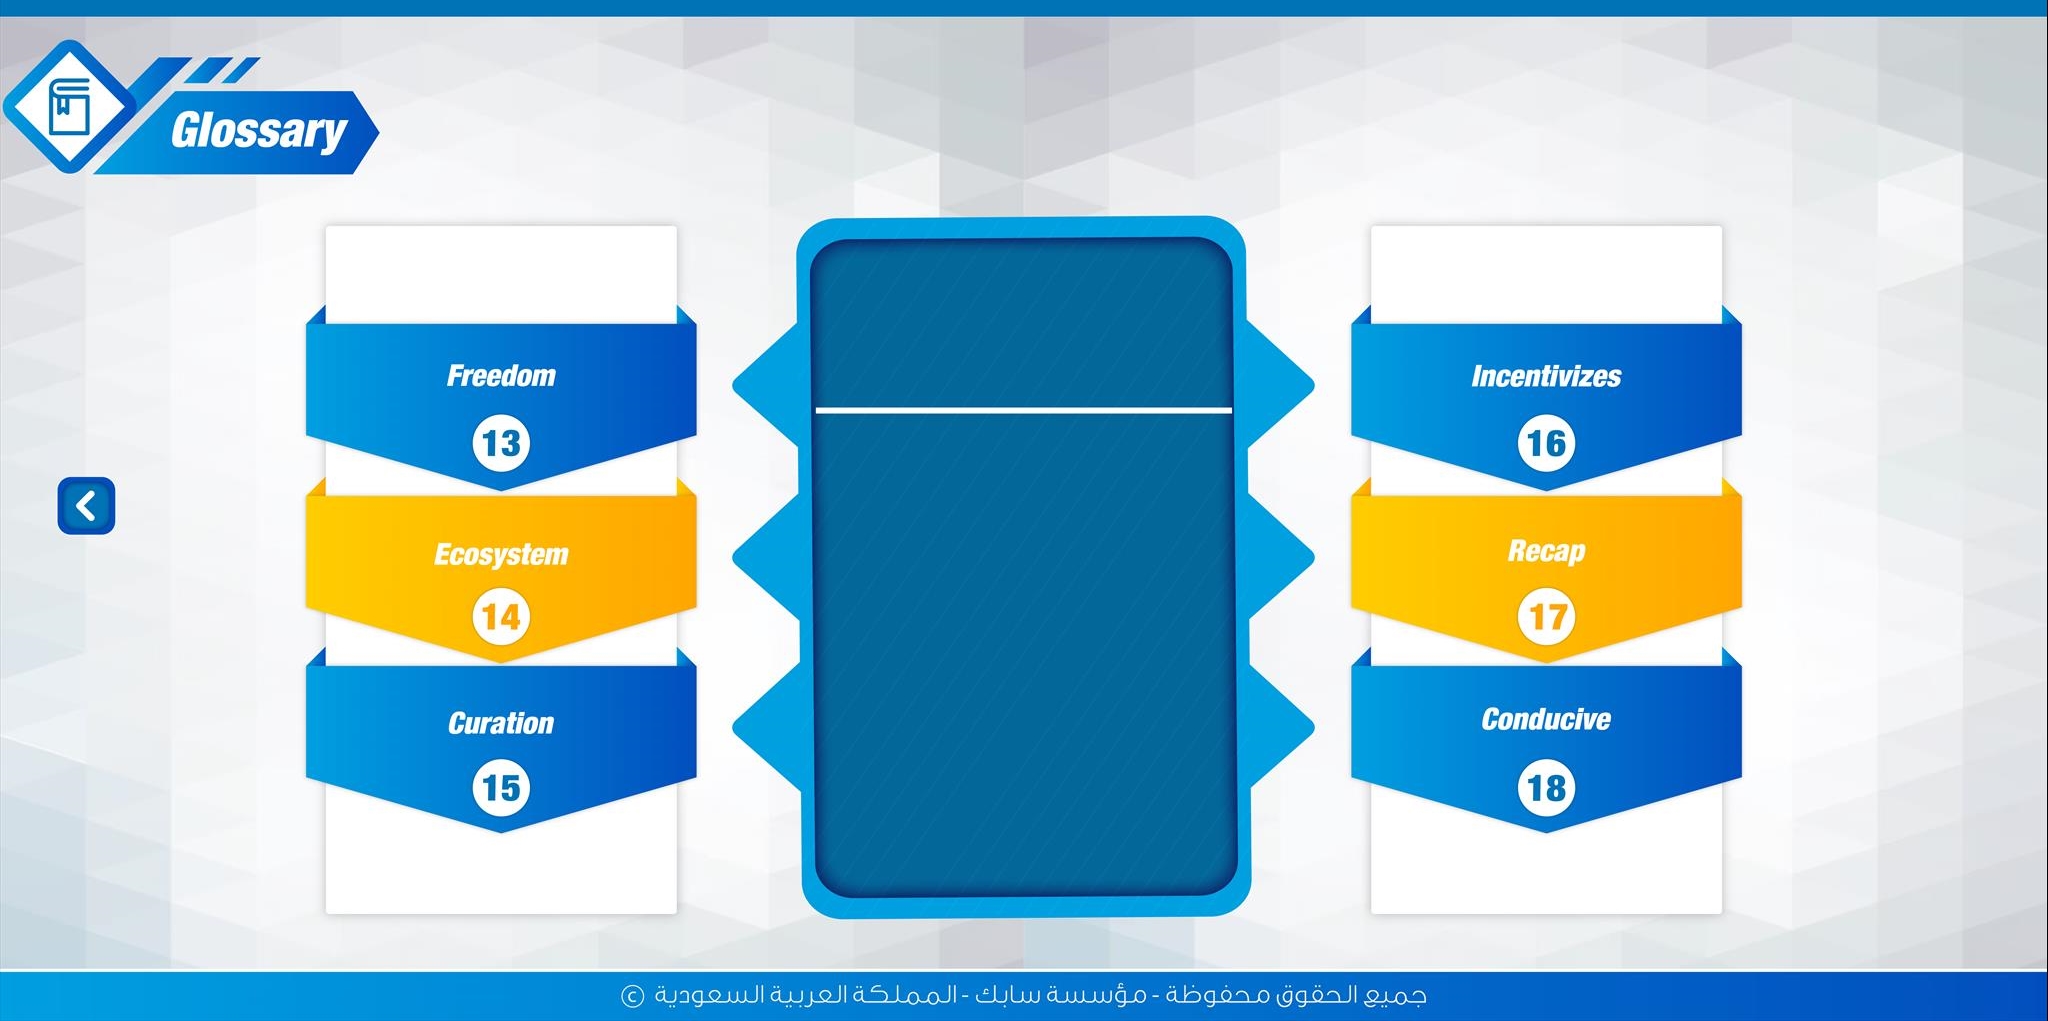 Glossary
Freedom
13
Ecosystem
14
Curation
15
Incentivizes
16
Recap
17
Conducive
18
جميع الحقوق محفوظة - مؤسسة سابك - المملكة العربية السعودية ©